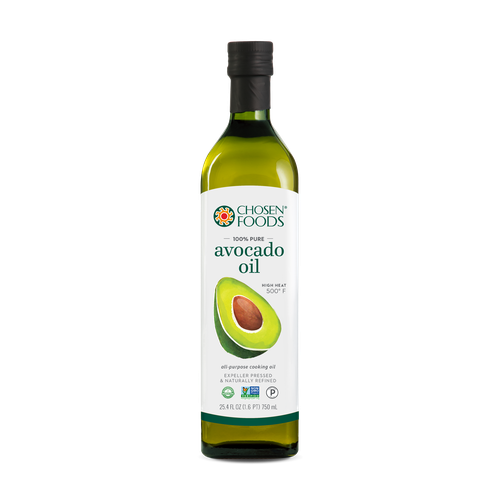 CHOSEN®
FOODS
100% PURE
avocado
oil
HIGH HEAT
500° F
all-purpose cooking oil
EXPELLER PRESSED
& NATURALLY REFINED
P
25.4 FL OZ (1.6 PT) 750 mL